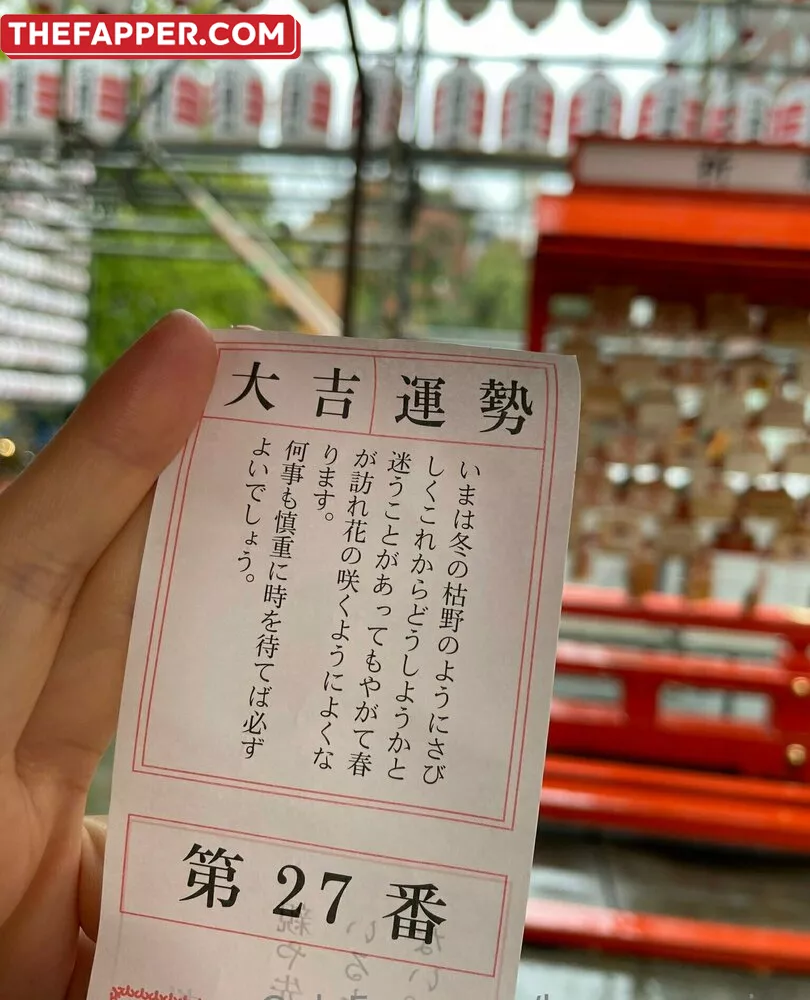 THEFAPPER.COM
運勢
大吉
いまは冬の枯野のようにさび
しくこれからどうしようかと
迷うことがあってもやがて春
が訪れ花の咲くようによくな
ります。
何事も慎重に時を待てば必ず
よいでしょう。
第27番